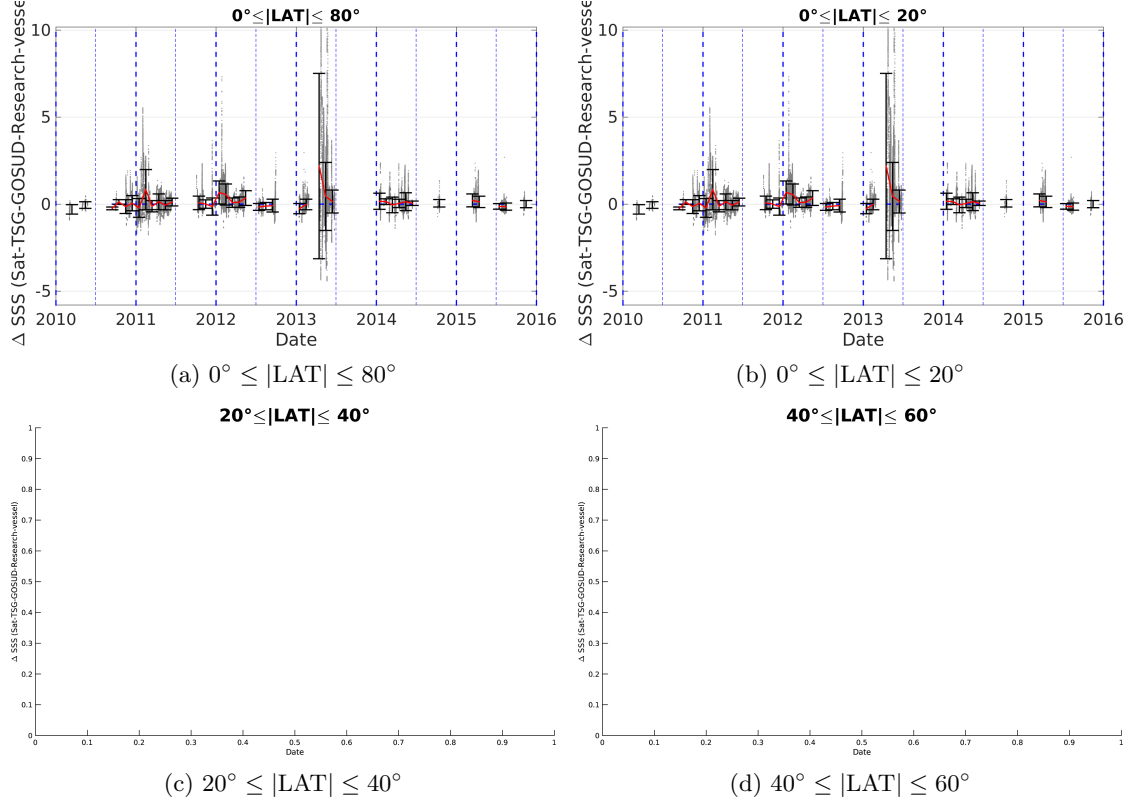 0°≤|LAT|≤ 80°
0°≤|LAT|≤ 20°
Δ SSS (Sat-TSG-GOSUD-Research-vesse
10
5
0
-5
2010 2011 2012 2013 2014 2015 2016
Date
Δ SSS (Sat-TSG-GOSUD-Research-vesse
10
5
0
-5
2010 2011 2012 2013 2014 2015 2016
Date
(a) 0° ≤ |LAT| ≤ 80°
(b) 0° ≤ |LAT| ≤ 20°
20°≤|LAT|≤ 40°
40°≤|LAT|≤ 60°
Δ SSS (Sat-TSG-GOSUD-Research-vessel)
1
0.9
0.8
0.7
0.6
0.5
0.4
0.3
0.2
0.1
0
0 0.1 0.2 0.3 0.4 0.5 0.6 0.7 0.8 0.9 1
Date
Δ SSS (Sat-TSG-GOSUD-Research-vessel)
1
0.9
0.8
0.7
0.6
0.5
0.4
0.3
0.2
0.1
0
0 0.1 0.2 0.3 0.4 0.5 0.6 0.7 0.8 0.9 1
Date
(c) 20° ≤ |LAT| ≤ 40°
(d) 40° ≤ |LAT| ≤ 60°